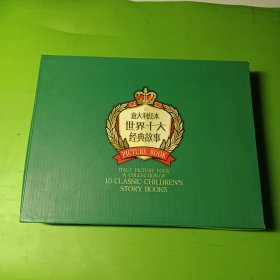 意大利绘本
世界十大
经典故事
PICTURE BOOK
ITALY PICTURE BOOK
A COLLECTION OF
10 CLASSIC CHILDREN'S
STORY BOOKS